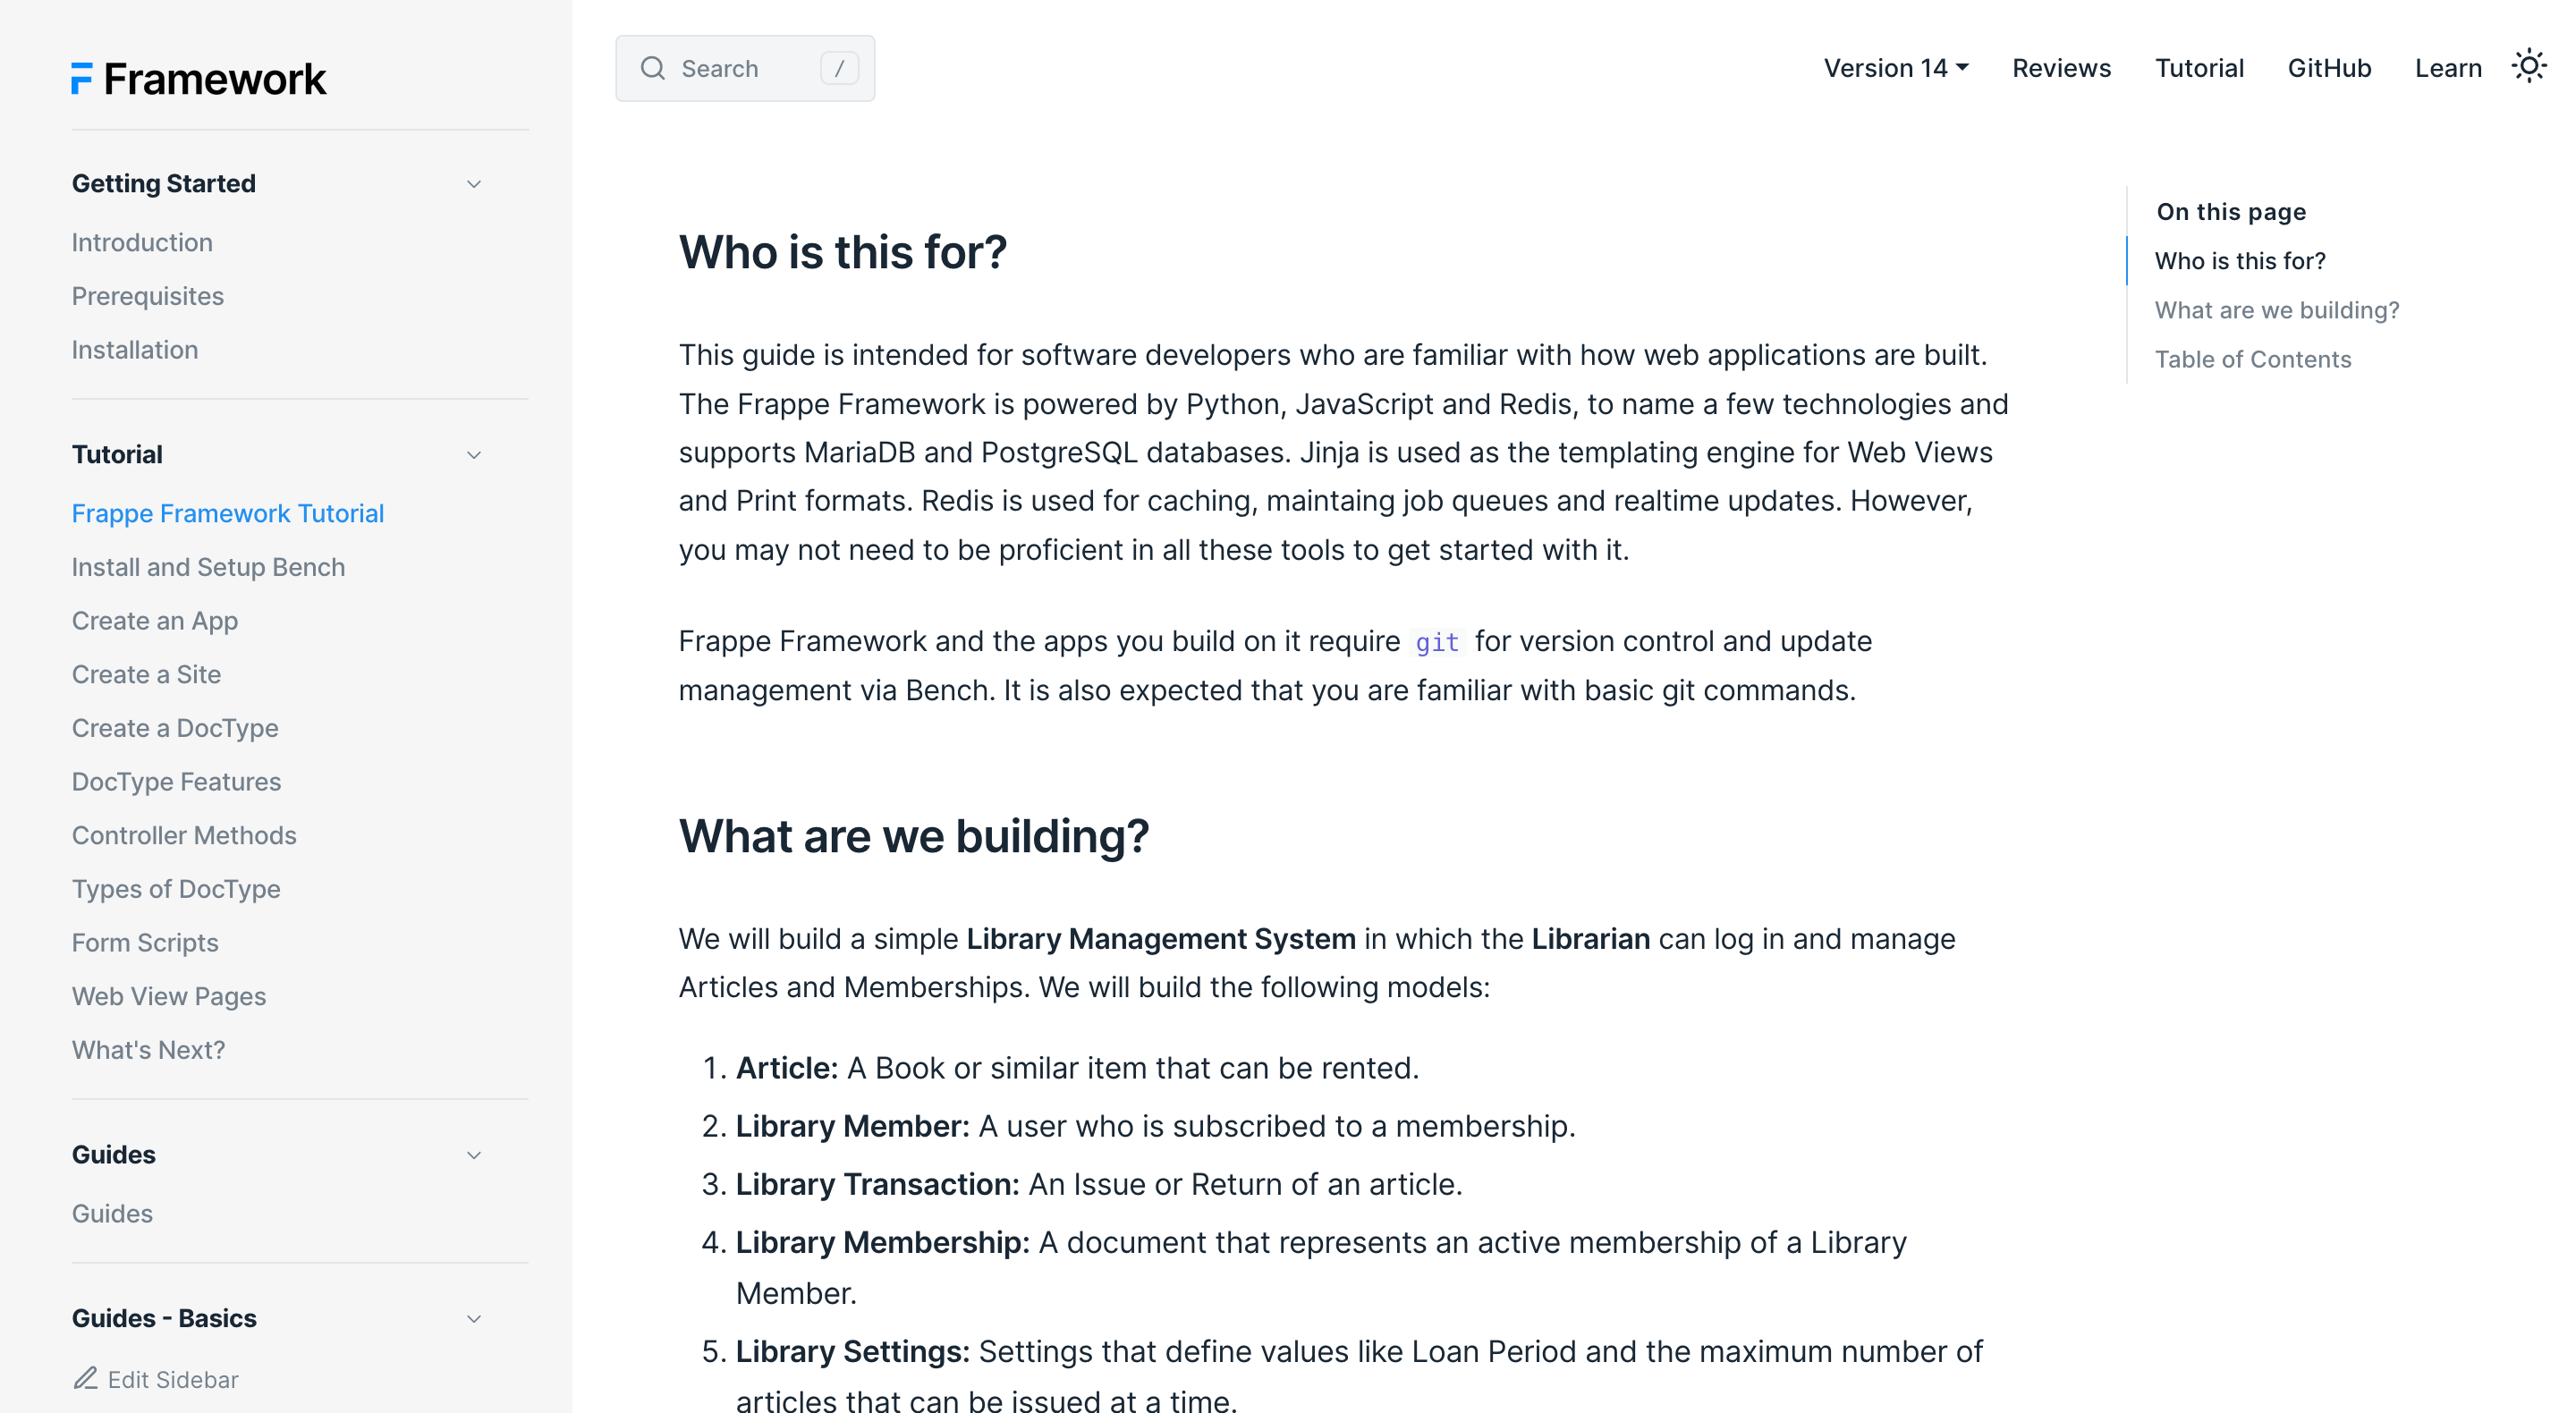 Framework
Getting Started
Introduction
Prerequisites
Installation
Tutorial
Frappe Framework Tutorial
Install and Setup Bench
Create an App
Create a Site
Create a DocType
DocType Features
Controller Methods
Types of DocType
Form Scripts
Web View Pages
What's Next?
Guides
Guides
Guides - Basics
Edit Sidebar
Search /
Version 14 Reviews Tutorial GitHub Learn
Who is this for?
This guide is intended for software developers who are familiar with how web applications are built.
The Frappe Framework is powered by Python, JavaScript and Redis, to name a few technologies and
supports MariaDB and PostgreSQL databases. Jinja is used as the templating engine for Web Views
and Print formats. Redis is used for caching, maintaing job queues and realtime updates. However,
you may not need to be proficient in all these tools to get started with it.
Frappe Framework and the apps you build on it require git for version control and update
management via Bench. It is also expected that you are familiar with basic git commands.
What are we building?
We will build a simple Library Management System in which the Librarian can log in and manage
Articles and Memberships. We will build the following models:
1. Article: A Book or similar item that can be rented.
2. Library Member: A user who is subscribed to a membership.
3. Library Transaction: An Issue or Return of an article.
4. Library Membership: A document that represents an active membership of a Library
Member.
5. Library Settings: Settings that define values like Loan Period and the maximum number of
articles that can be issued at a time.
On this page
Who is this for?
What are we building?
Table of Contents